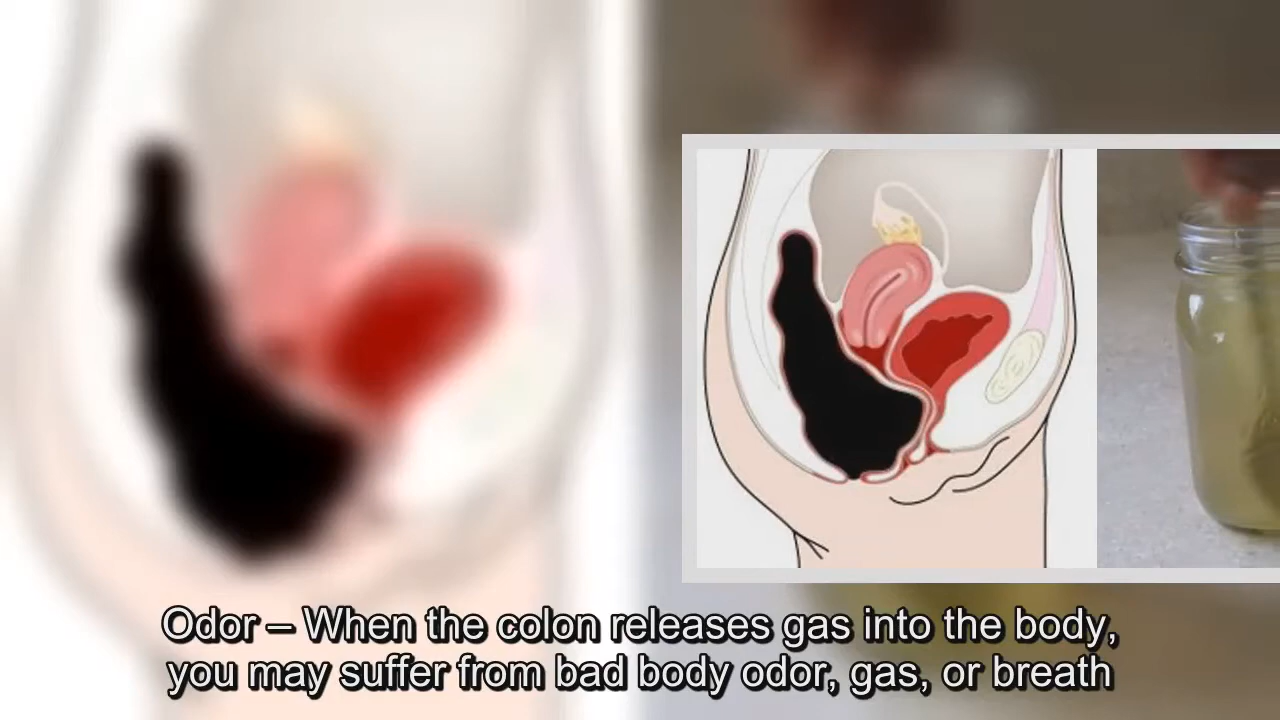 Odor – When the colon releases gas into the body,
you may suffer from bad body odor, gas, or breath